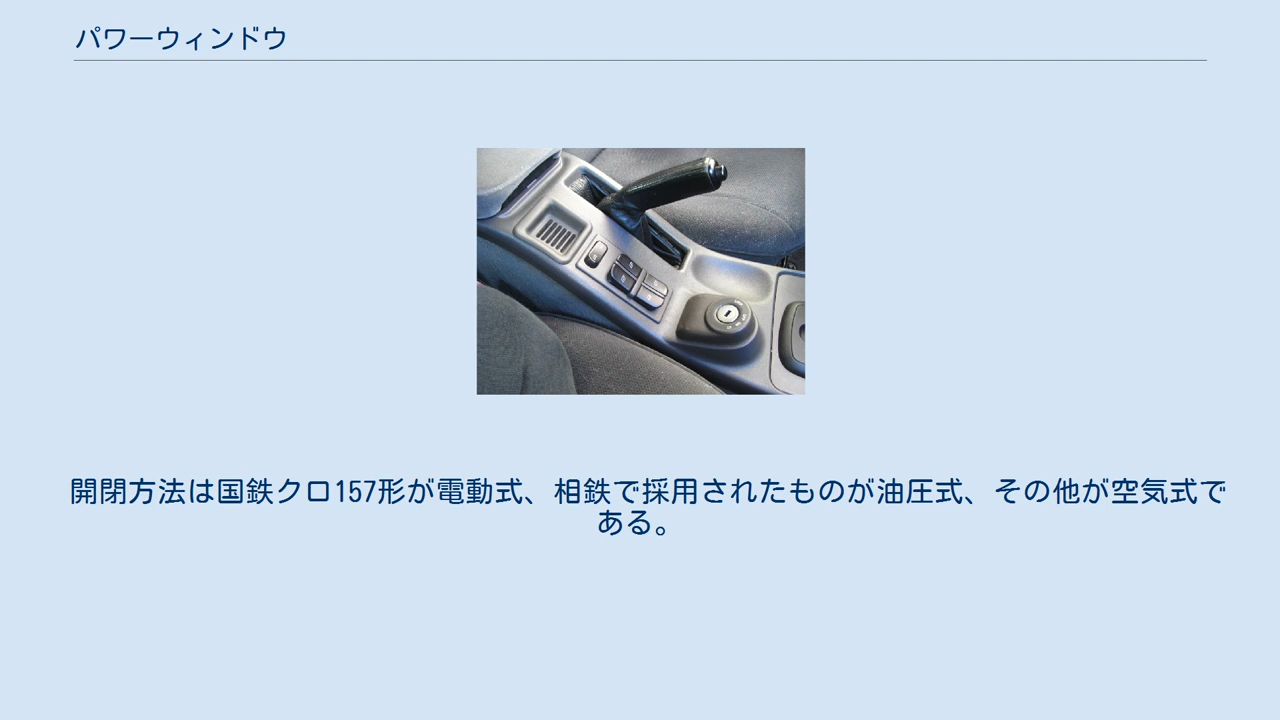 パワーウィンドウ
開閉方法は国鉄クロ157形が電動式、相鉄で採用されたものが油圧式、その他が空気式で
ある。